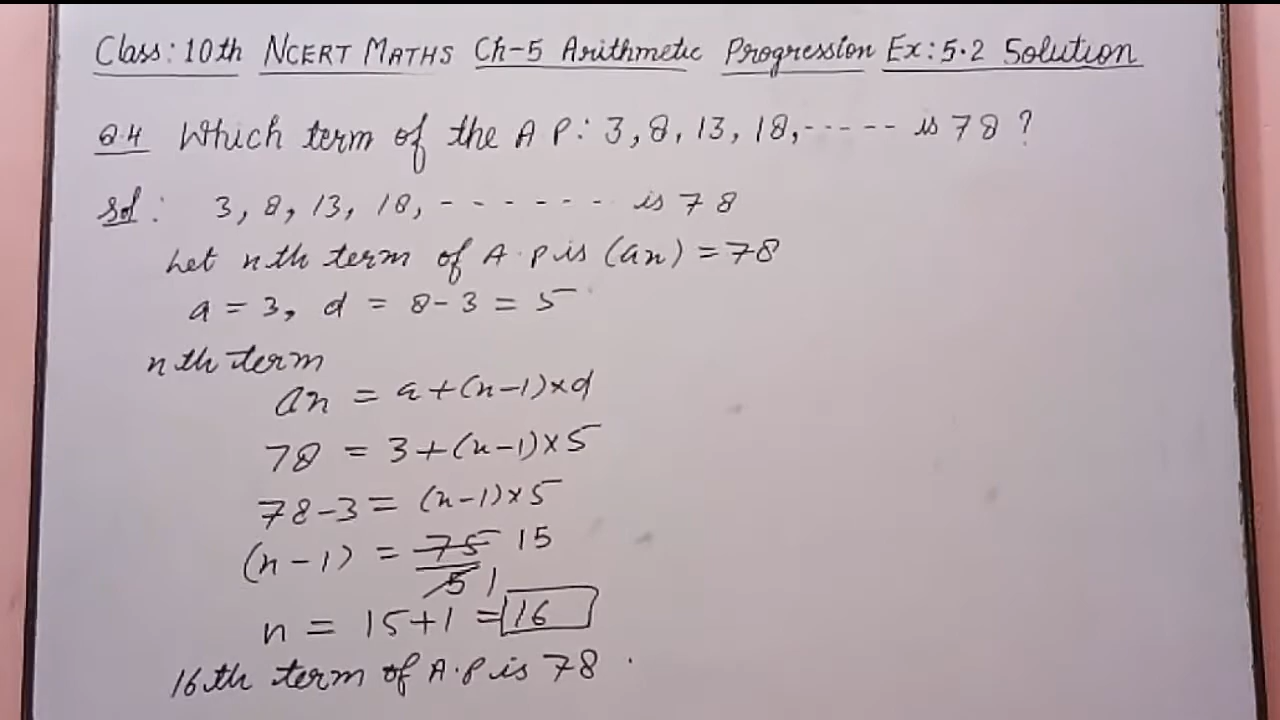 Class: 10th NCERT MATHS Ch-5 Arithmetic Progression Ex: 5.2 Solution
Q.4 Which term of the A P: 3, 8, 13, 18, ----- is 78 ?
Sol: 3, 8, 13, 18, ------- is 78
Let nth term of A.P is (an) = 78
a = 3, d = 8-3 = 5
nth term
an = a+(n-1)×d
78 = 3+(n-1)×5
78-3 = (n-1)×5
(n-1) = 75/5 15 1
n = 15+1 = 16
16th term of A.P is 78 .